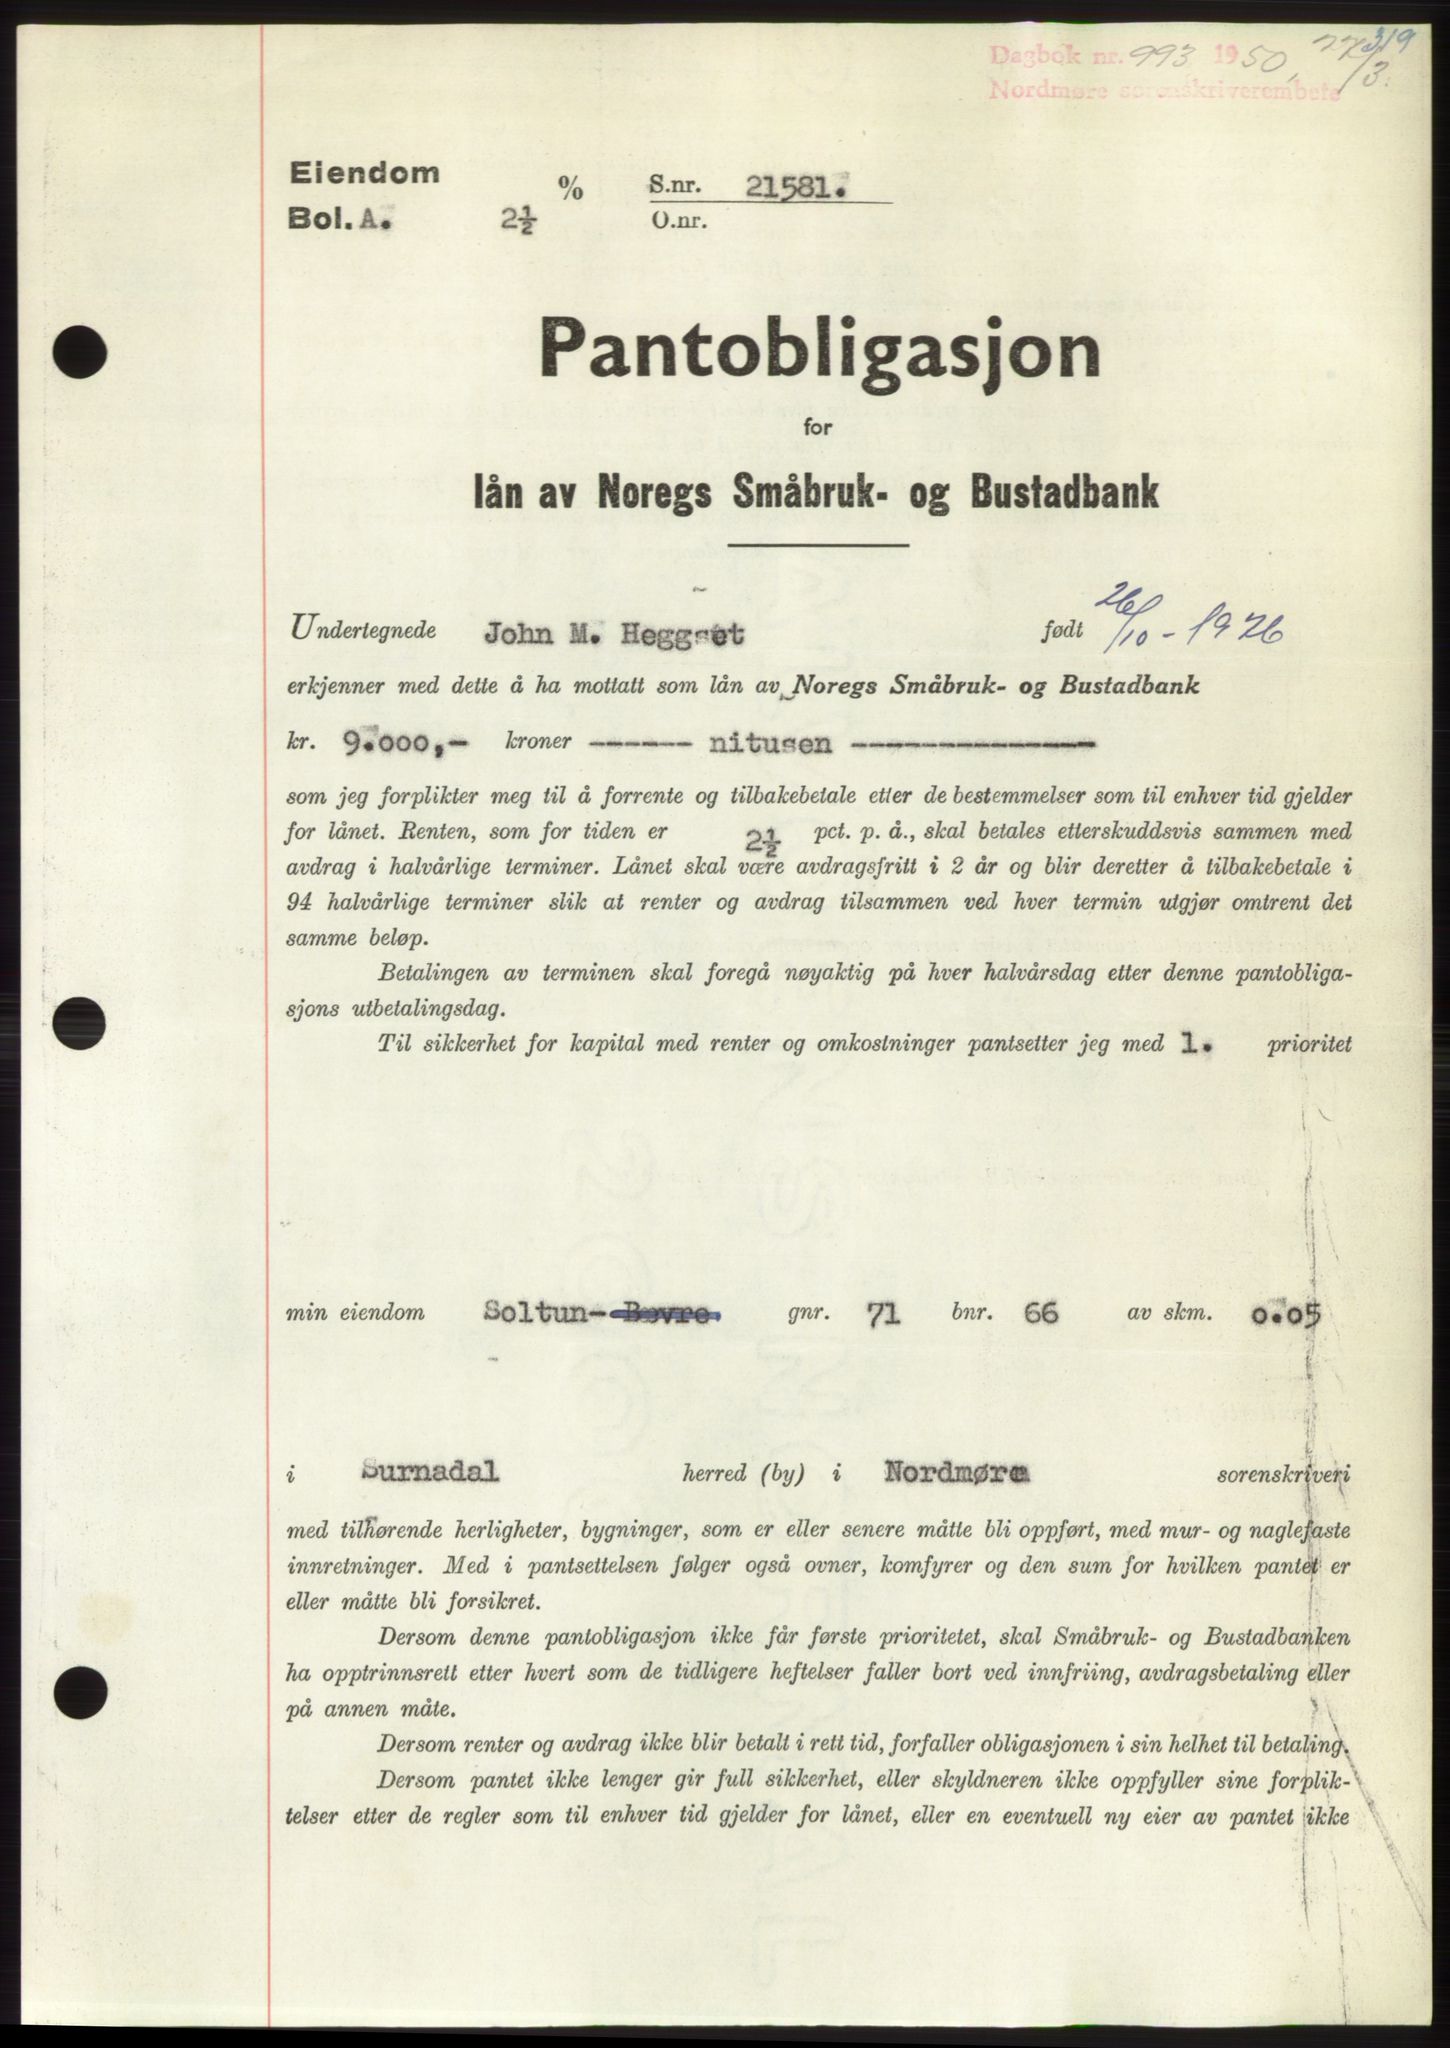 319
Dagbok nr. 993 1950, 27/3.
Nordmøre sorenskriverembete
Eiendom % S.nr. 21581.
Bol. A. 2½ O.nr.
Pantobligasjon
for
lån av Noregs Småbruk- og Bustadbank
Undertegnede John M. Heggset født 26/10 - 1926
erkjenner med dette å ha mottatt som lån av Noregs Småbruk- og Bustadbank
kr. 9.000,- kroner ------ nitusen --------------
som jeg forplikter meg til å forrente og tilbakebetale etter de bestemmelser som til enhver tid gjelder
for lånet. Renten, som for tiden er 2½ pct. p. å., skal betales etterskuddsvis sammen med
avdrag i halvårlige terminer. Lånet skal være avdragsfritt i 2 år og blir deretter å tilbakebetale i
94 halvårlige terminer slik at renter og avdrag tilsammen ved hver termin utgjør omtrent det
samme beløp.
Betalingen av terminen skal foregå nøyaktig på hver halvårsdag etter denne pantobliga-
sjons utbetalingsdag.
Til sikkerhet for kapital med renter og omkostninger pantsetter jeg med 1. prioritet
min eiendom Soltun-Bøvre gnr. 71 bnr. 66 av skm. 0.05
i Surnadal herred (by) i Nordmøre sorenskriveri
med tilhørende herligheter, bygninger, som er eller senere måtte bli oppført, med mur- og naglefaste
innretninger. Med i pantsettelsen følger også ovner, komfyrer og den sum for hvilken pantet er
eller måtte bli forsikret.
Dersom denne pantobligasjon ikke får første prioritetet, skal Småbruk- og Bustadbanken
ha opptrinnsrett etter hvert som de tidligere heftelser faller bort ved innfriing, avdragsbetaling eller
på annen måte.
Dersom renter og avdrag ikke blir betalt i rett tid, forfaller obligasjonen i sin helhet til betaling.
Dersom pantet ikke lenger gir full sikkerhet, eller skyldneren ikke oppfyller sine forplik-
telser etter de regler som til enhver tid gjelder for lånet, eller en eventuell ny eier av pantet ikke